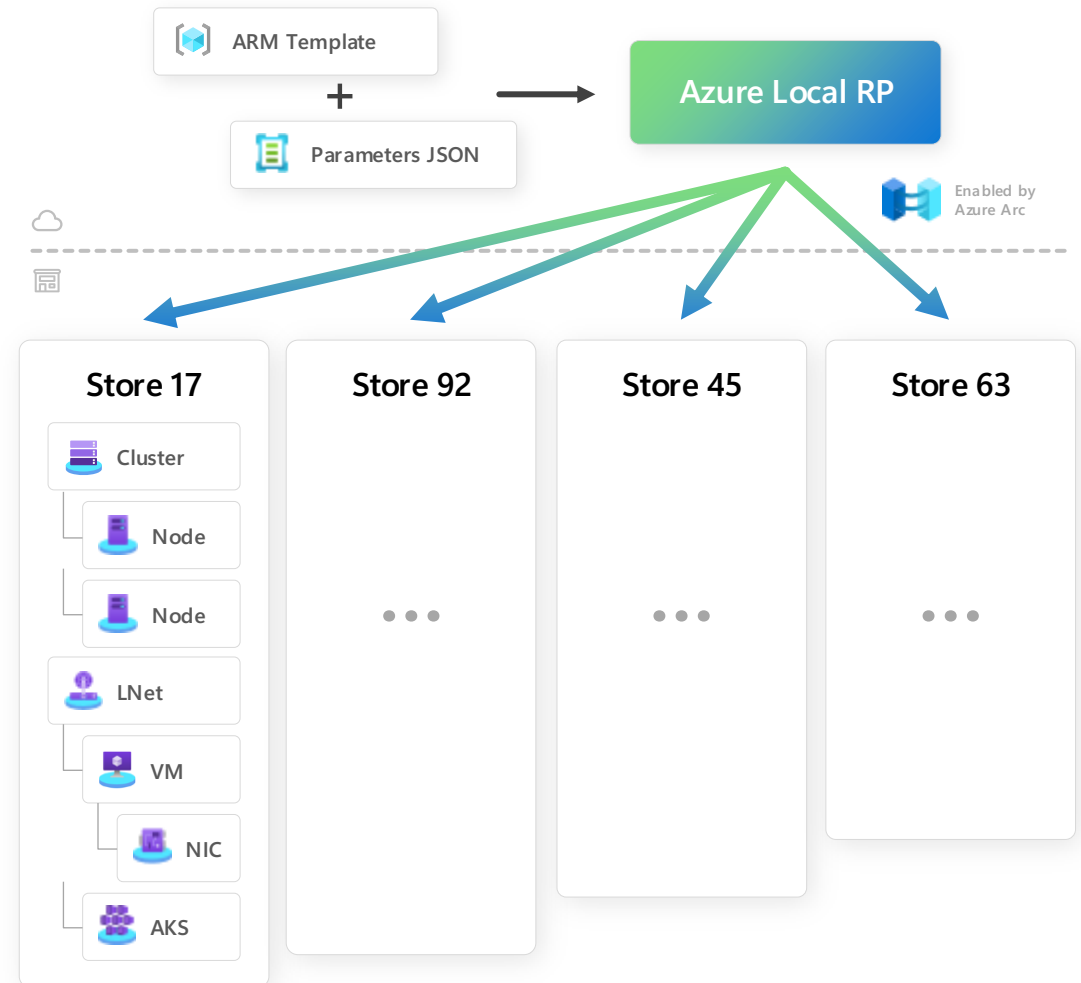 ARM Template
+
Parameters JSON
Azure Local RP
Enabled by
Azure Arc
Store 17
Cluster
Node
Node
LNet
VM
NIC
AKS
Store 92
Store 45
Store 63